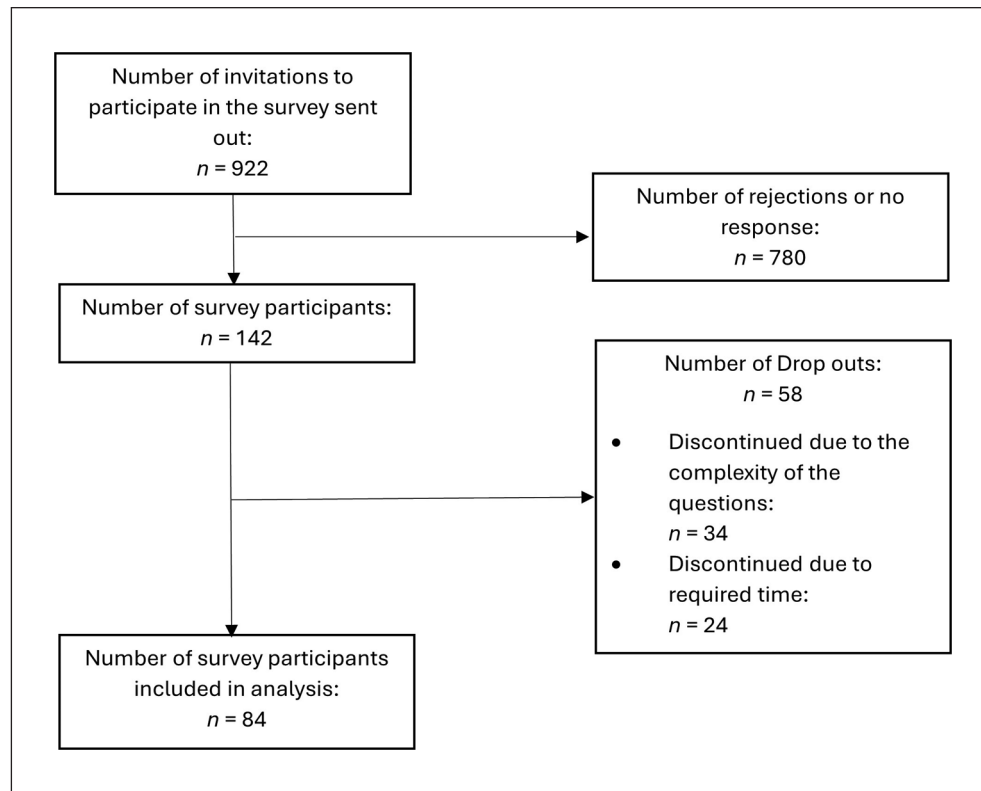 Number of invitations to
participate in the survey sent
out:
n = 922
Number of rejections or no
response:
n = 780
Number of survey participants:
n = 142
Number of Drop outs:
n = 58
• Discontinued due to the
complexity of the
questions:
n = 34
• Discontinued due to
required time:
n = 24
Number of survey participants
included in analysis:
n = 84